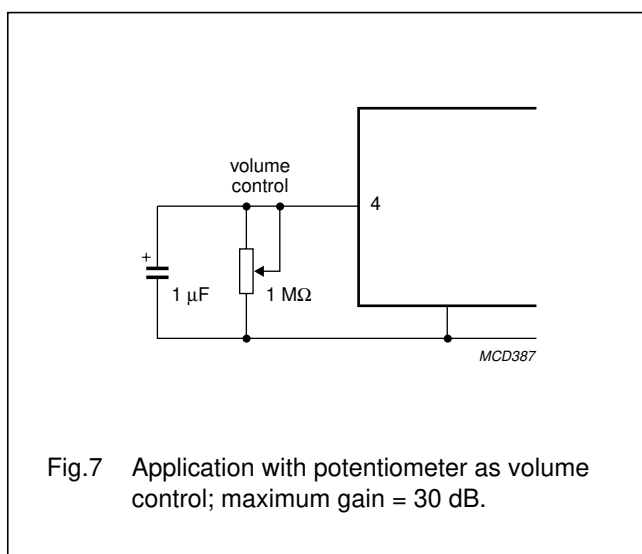 volume
control
4
+
1 μF
1 MΩ
MCD387
Fig.7 Application with potentiometer as volume
control; maximum gain = 30 dB.